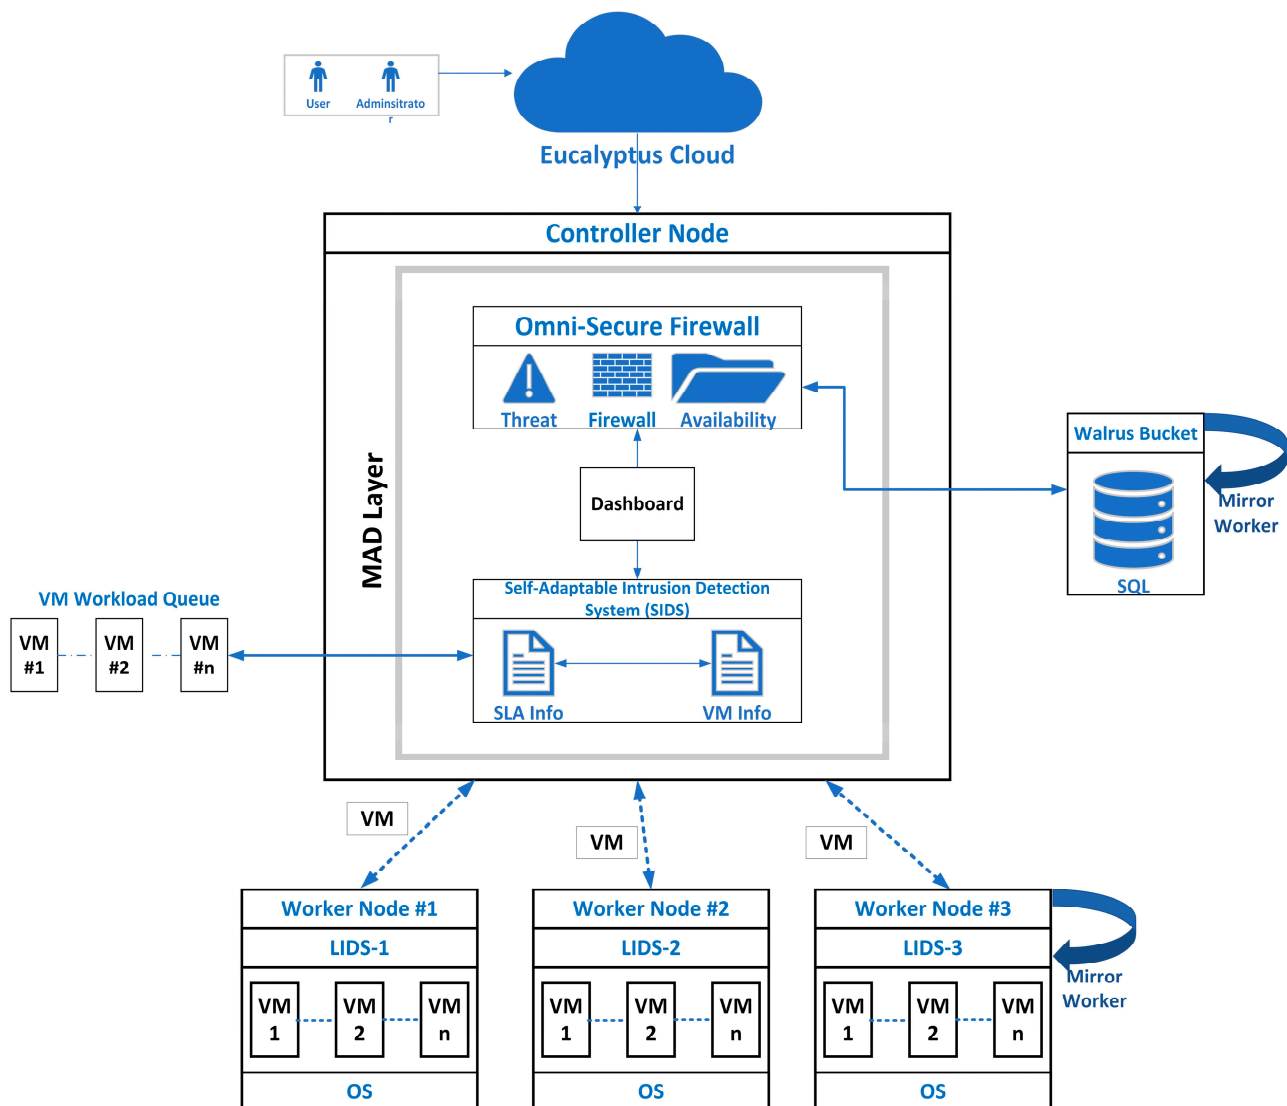 User
Adminsitrato
r
Eucalyptus Cloud
Controller Node
MAD Layer
Omni-Secure Firewall
Threat
Firewall
Availability
Dashboard
Self-Adaptable Intrusion Detection
System (SIDS)
SLA Info
VM Info
Walrus Bucket
SQL
Mirror
Worker
VM Workload Queue
VM
#1
VM
#2
VM
#n
VM
VM
VM
Worker Node #1
LIDS-1
VM
1
VM
2
VM
n
OS
Worker Node #2
LIDS-2
VM
1
VM
2
VM
n
OS
Worker Node #3
LIDS-3
VM
1
VM
2
VM
n
OS
Mirror
Worker